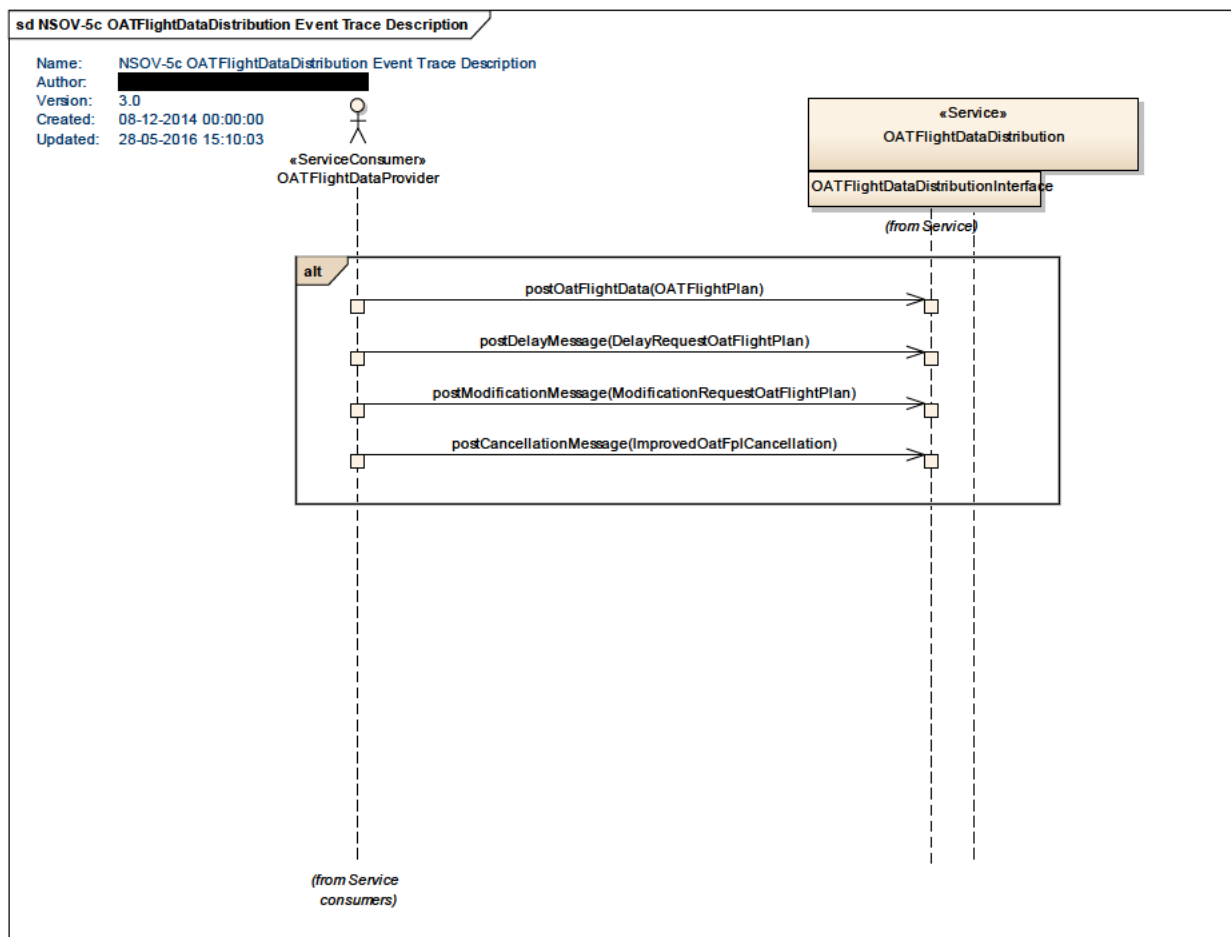 sd NSOV-5c OATFlightDataDistribution Event Trace Description
Name: NSOV-5c OATFlightDataDistribution Event Trace Description
Author:
Version: 3.0
Created: 08-12-2014 00:00:00
Updated: 28-05-2016 15:10:03
«ServiceConsumer»
OATFlightDataProvider
«Service»
OATFlightDataDistribution
OATFlightDataDistributionInterface
(from Service)
alt
postOatFlightData(OATFlightPlan)
postDelayMessage(DelayRequestOatFlightPlan)
postModificationMessage(ModificationRequestOatFlightPlan)
postCancellationMessage(ImprovedOatFplCancellation)
(from Service
consumers)